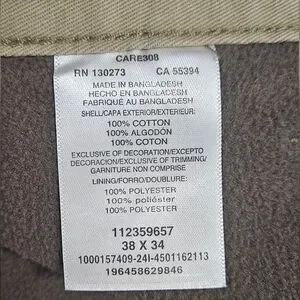 CARE308
RN 130273 CA 55394
MADE IN BANGLADESH
HECHO EN BANGLADESH
FABRIQUÉ AU BANGLADESH
SHELL/CAPA EXTERIOR/EXTERIEUR:
100% COTTON
100% ALGODÓN
100% COTON
EXCLUSIVE OF DECORATION/EXCEPTO
DECORACION/EXCLUSIVE OF TRIMMING/
GARNITURE NON COMPRISE
LINING/FORRO/DOUBLURE:
100% POLYESTER
100% poliéster
100% POLYESTER
112359657
38 X 34
1000157409-24I-4501162113
196458629846